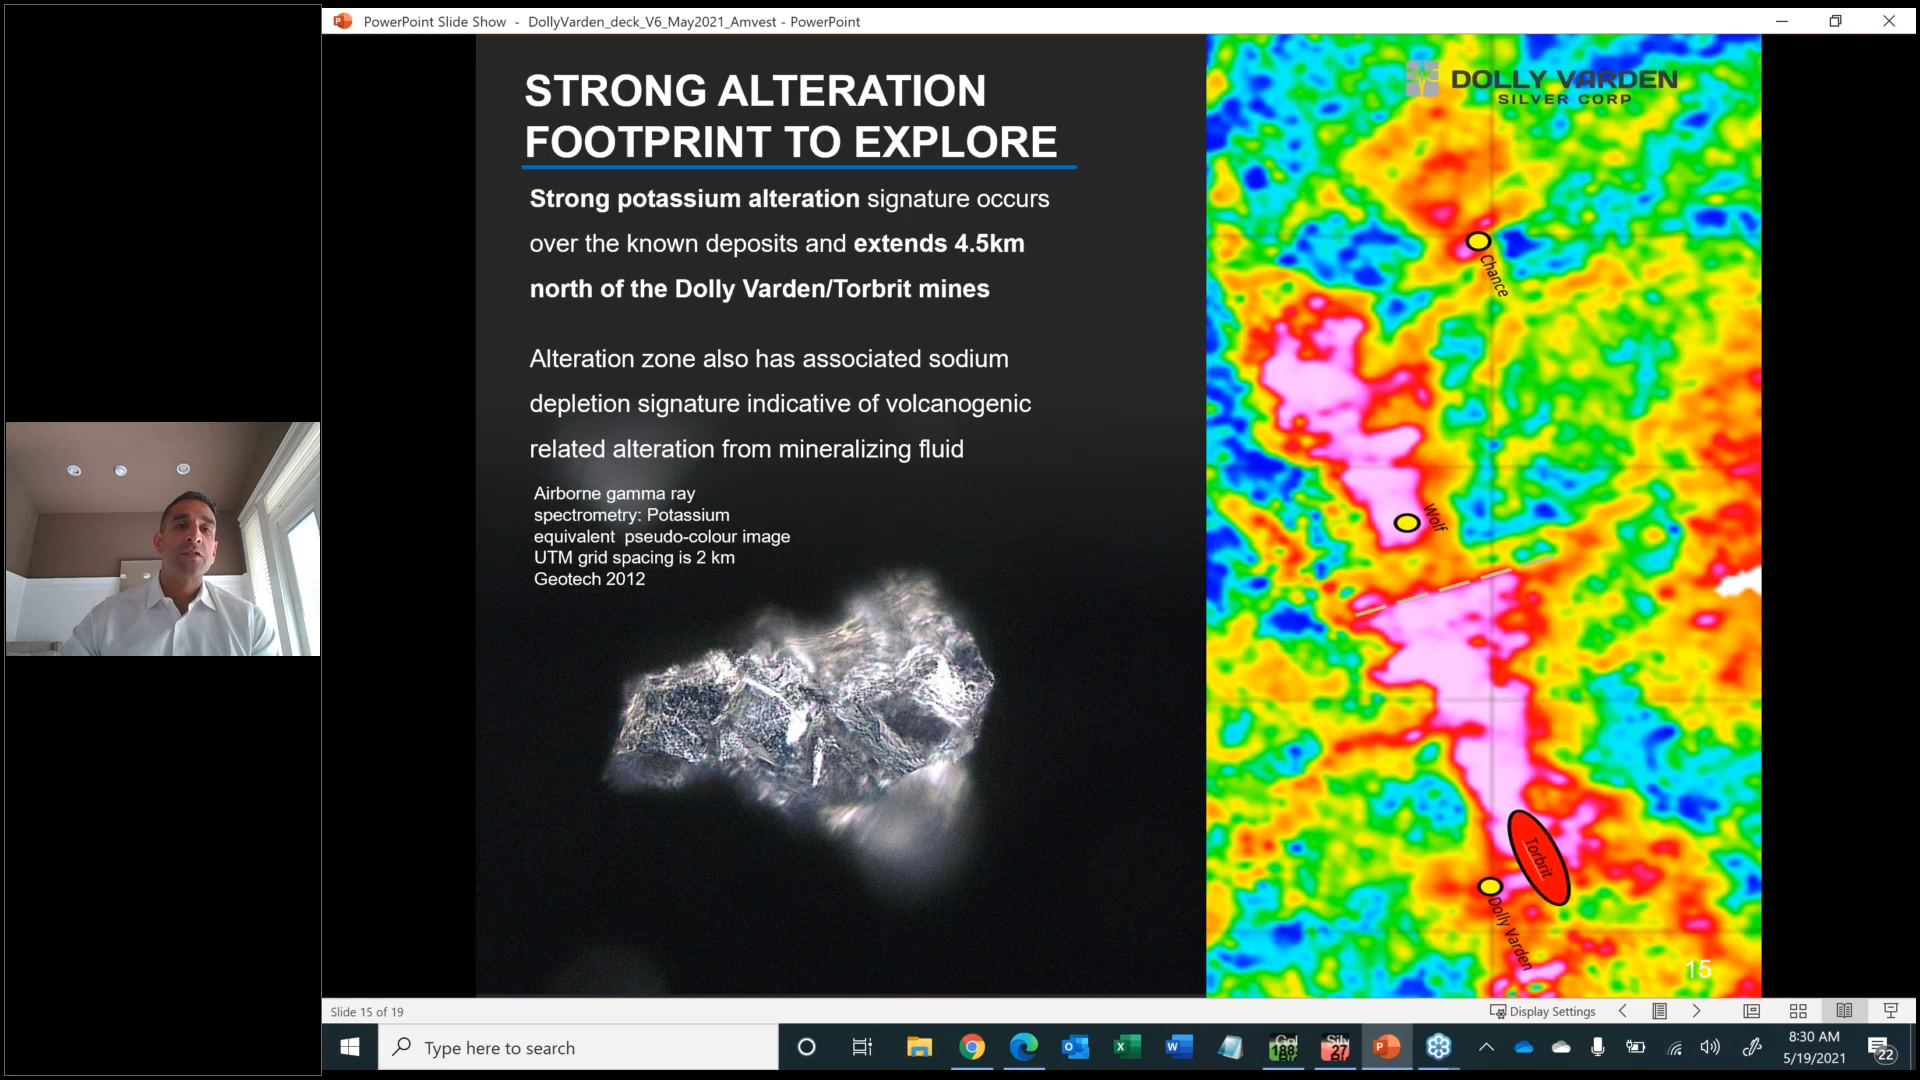 PowerPoint Slide Show - DollyVarden_deck_V6_May2021_Amvest - PowerPoint
STRONG ALTERATION
FOOTPRINT TO EXPLORE
Strong potassium alteration signature occurs
over the known deposits and extends 4.5km
north of the Dolly Varden/Torbrit mines
Alteration zone also has associated sodium
depletion signature indicative of volcanogenic
related alteration from mineralizing fluid
Airborne gamma ray
spectrometry: Potassium
equivalent pseudo-colour image
UTM grid spacing is 2 km
Geotech 2012
DOLLY VARDEN
SILVER CORP
Chance
Wolf
Torbrit
Dolly Varden
15
Slide 15 of 19
Display Settings
Type here to search
8:30 AM
5/19/2021
22